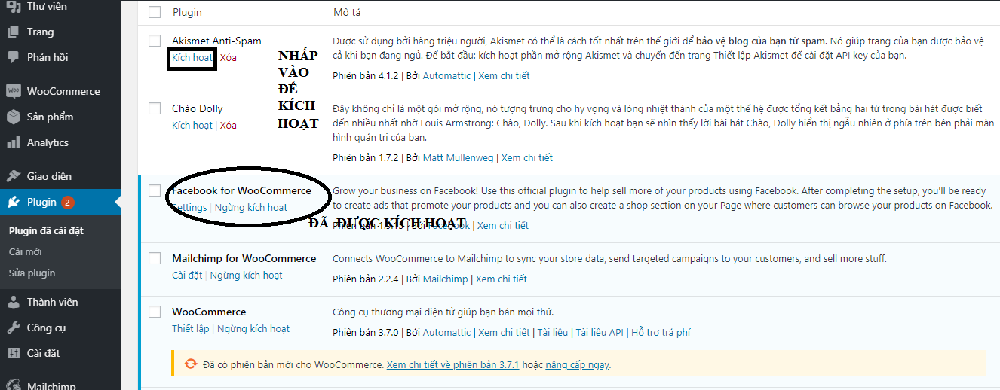 Thư viện
Trang
Phản hồi
WooCommerce
Sản phẩm
Analytics
Giao diện
Plugin 2
Plugin đã cài đặt
Cài mới
Sửa plugin
Thành viên
Công cụ
Cài đặt
Mailchimp
Plugin
Mô tả
Akismet Anti-Spam
Kích hoạt | Xóa
Được sử dụng bởi hàng triệu người, Akismet có thể là cách tốt nhất trên thế giới để bảo vệ blog của bạn từ spam. Nó giúp trang của bạn được bảo vệ
cả khi bạn đang ngủ. Để bắt đầu: kích hoạt phần mở rộng Akismet và chuyển đến trang Thiết lập Akismet để cài đặt API key của bạn.
Phiên bản 4.1.2 | Bởi Automattic | Xem chi tiết
NHẤP
VÀO
ĐỂ
KÍCH
HOẠT
Chào Dolly
Kích hoạt | Xóa
Đây không chỉ là một gói mở rộng, nó tượng trưng cho hy vọng và lòng nhiệt thành của một thế hệ được tổng kết bằng hai từ trong bài hát được biết
đến nhiều nhất nhờ Louis Armstrong: Chào, Dolly. Sau khi kích hoạt bạn sẽ nhìn thấy lời bài hát Chào, Dolly hiển thị ngẫu nhiên ở phía trên bên phải màn
hình quản trị của bạn.
Phiên bản 1.7.2 | Bởi Matt Mullenweg | Xem chi tiết
Facebook for WooCommerce
Settings | Ngừng kích hoạt
Grow your business on Facebook! Use this official plugin to help sell more of your products using Facebook. After completing the setup, you'll be ready
to create ads that promote your products and you can also create a shop section on your Page where customers can browse your products on Facebook.
ĐÃ ĐƯỢC KÍCH HOẠT
Phiên bản | Bởi Facebook | Xem chi tiết
Mailchimp for WooCommerce
Cài đặt | Ngừng kích hoạt
Connects WooCommerce to Mailchimp to sync your store data, send targeted campaigns to your customers, and sell more stuff.
Phiên bản 2.2.4 | Bởi Mailchimp | Xem chi tiết
WooCommerce
Thiết lập | Ngừng kích hoạt
Công cụ thương mại điện tử giúp bạn bán mọi thứ.
Phiên bản 3.7.0 | Bởi Automattic | Xem chi tiết | Tài liệu | Tài liệu API | Hỗ trợ trả phí
Đã có phiên bản mới cho WooCommerce. Xem chi tiết về phiên bản 3.7.1 hoặc nâng cấp ngay.